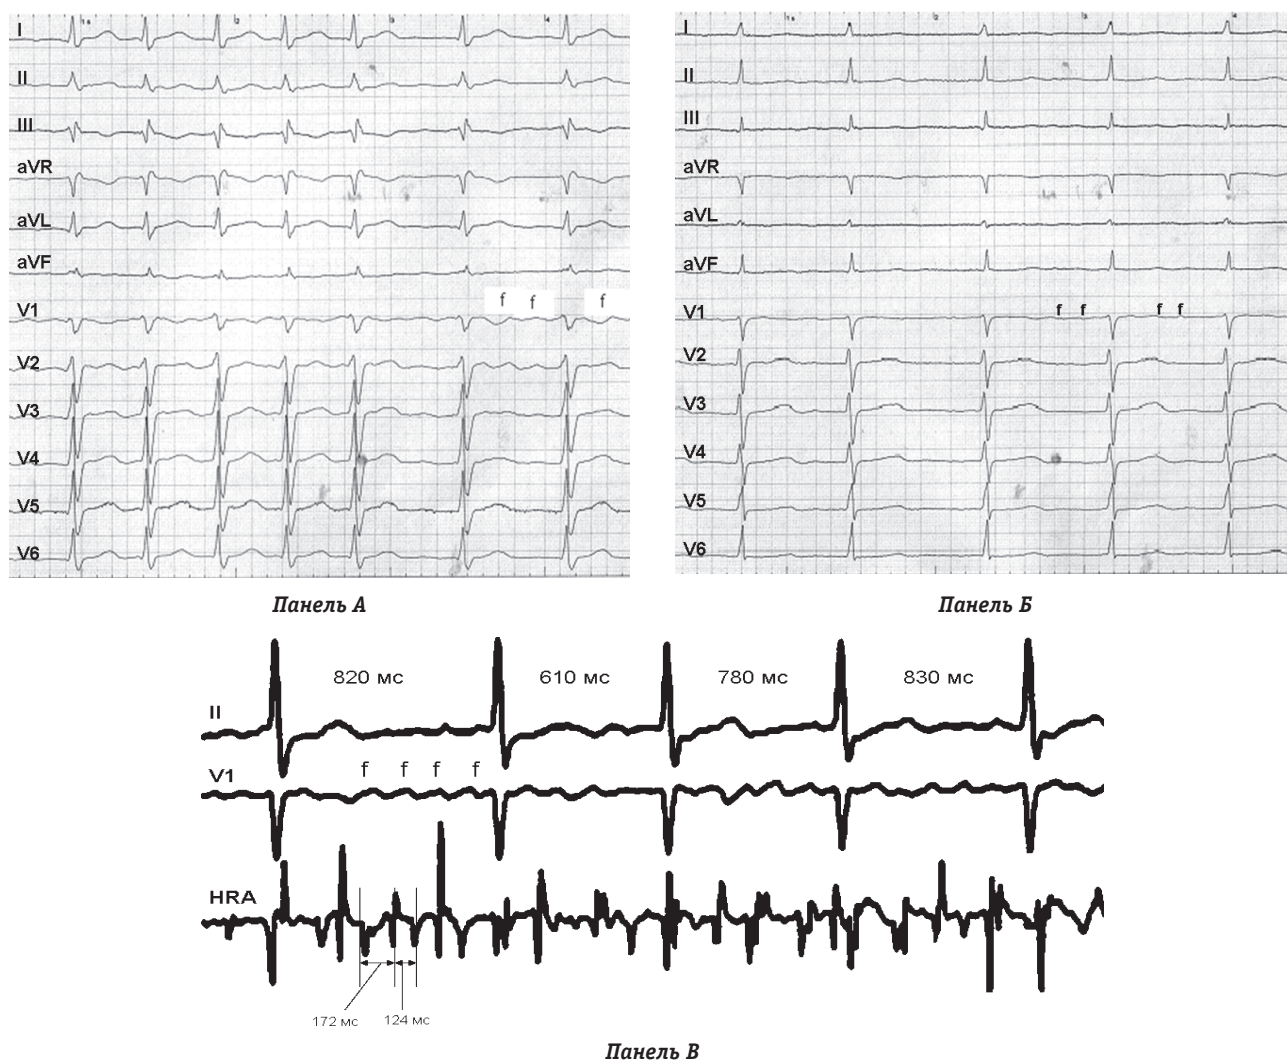 I
II
III
aVR
aVL
aVF
V1
f f f
V2
V3
V4
V5
V6
Панель А
I
II
III
aVR
aVL
aVF
V1
f f f f
V2
V3
V4
V5
V6
Панель Б
820 мс 610 мс 780 мс 830 мс
II
V1
f f f f
HRA
172 мс 124 мс
Панель В